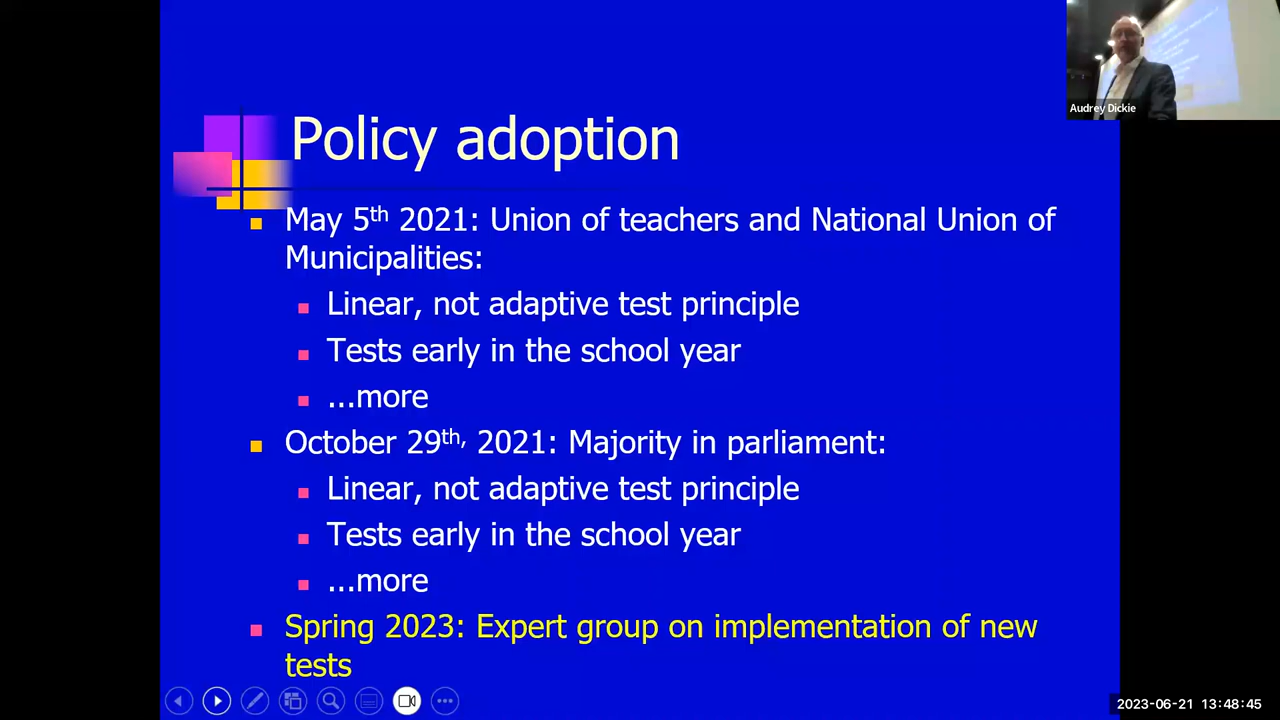 Audrey Dickie
Policy adoption
May 5th 2021: Union of teachers and National Union of
Municipalities:
Linear, not adaptive test principle
Tests early in the school year
...more
October 29th, 2021: Majority in parliament:
Linear, not adaptive test principle
Tests early in the school year
...more
Spring 2023: Expert group on implementation of new
tests
2023-06-21 13:48:45